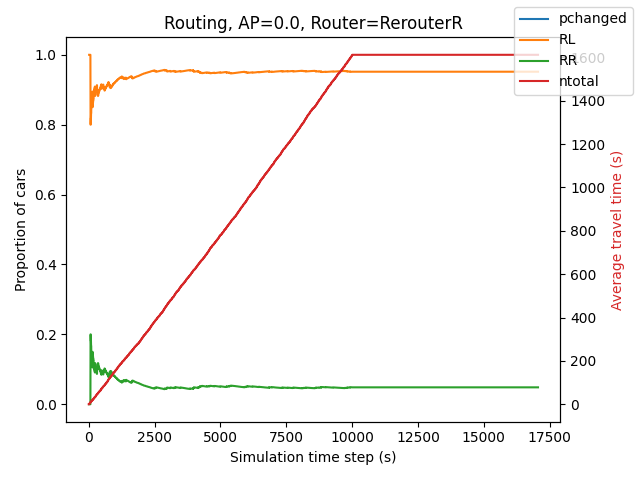 Routing, AP=0.0, Router=RerouterR
pchanged
RL
RR
ntotal
1.0
0.8
0.6
0.4
0.2
0.0
Proportion of cars
1600
1400
1200
1000
800
600
400
200
0
Average travel time (s)
0
2500
5000
7500
10000
12500
15000
17500
Simulation time step (s)